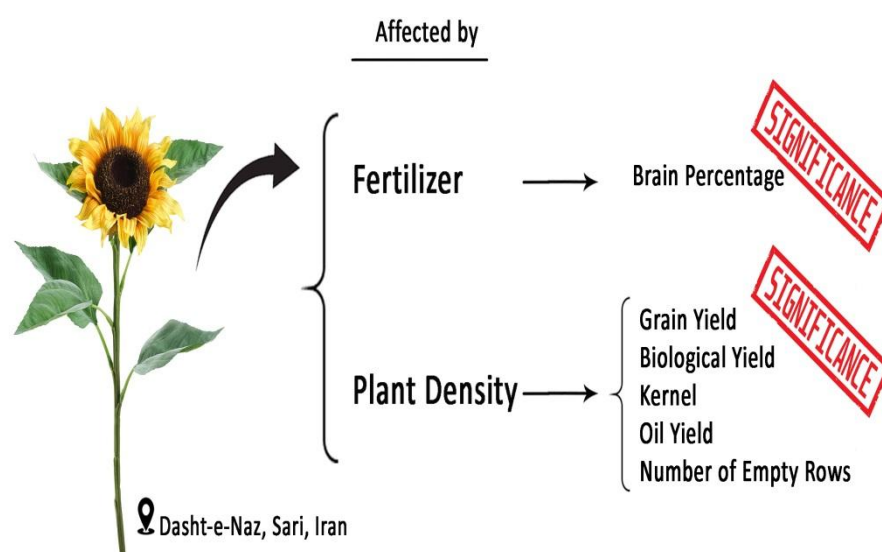 Affected by
Fertilizer
Brain Percentage
SIGNIFICANCE
Plant Density
Grain Yield
Biological Yield
Kernel
Oil Yield
Number of Empty Rows
SIGNIFICANCE
Dasht-e-Naz, Sari, Iran